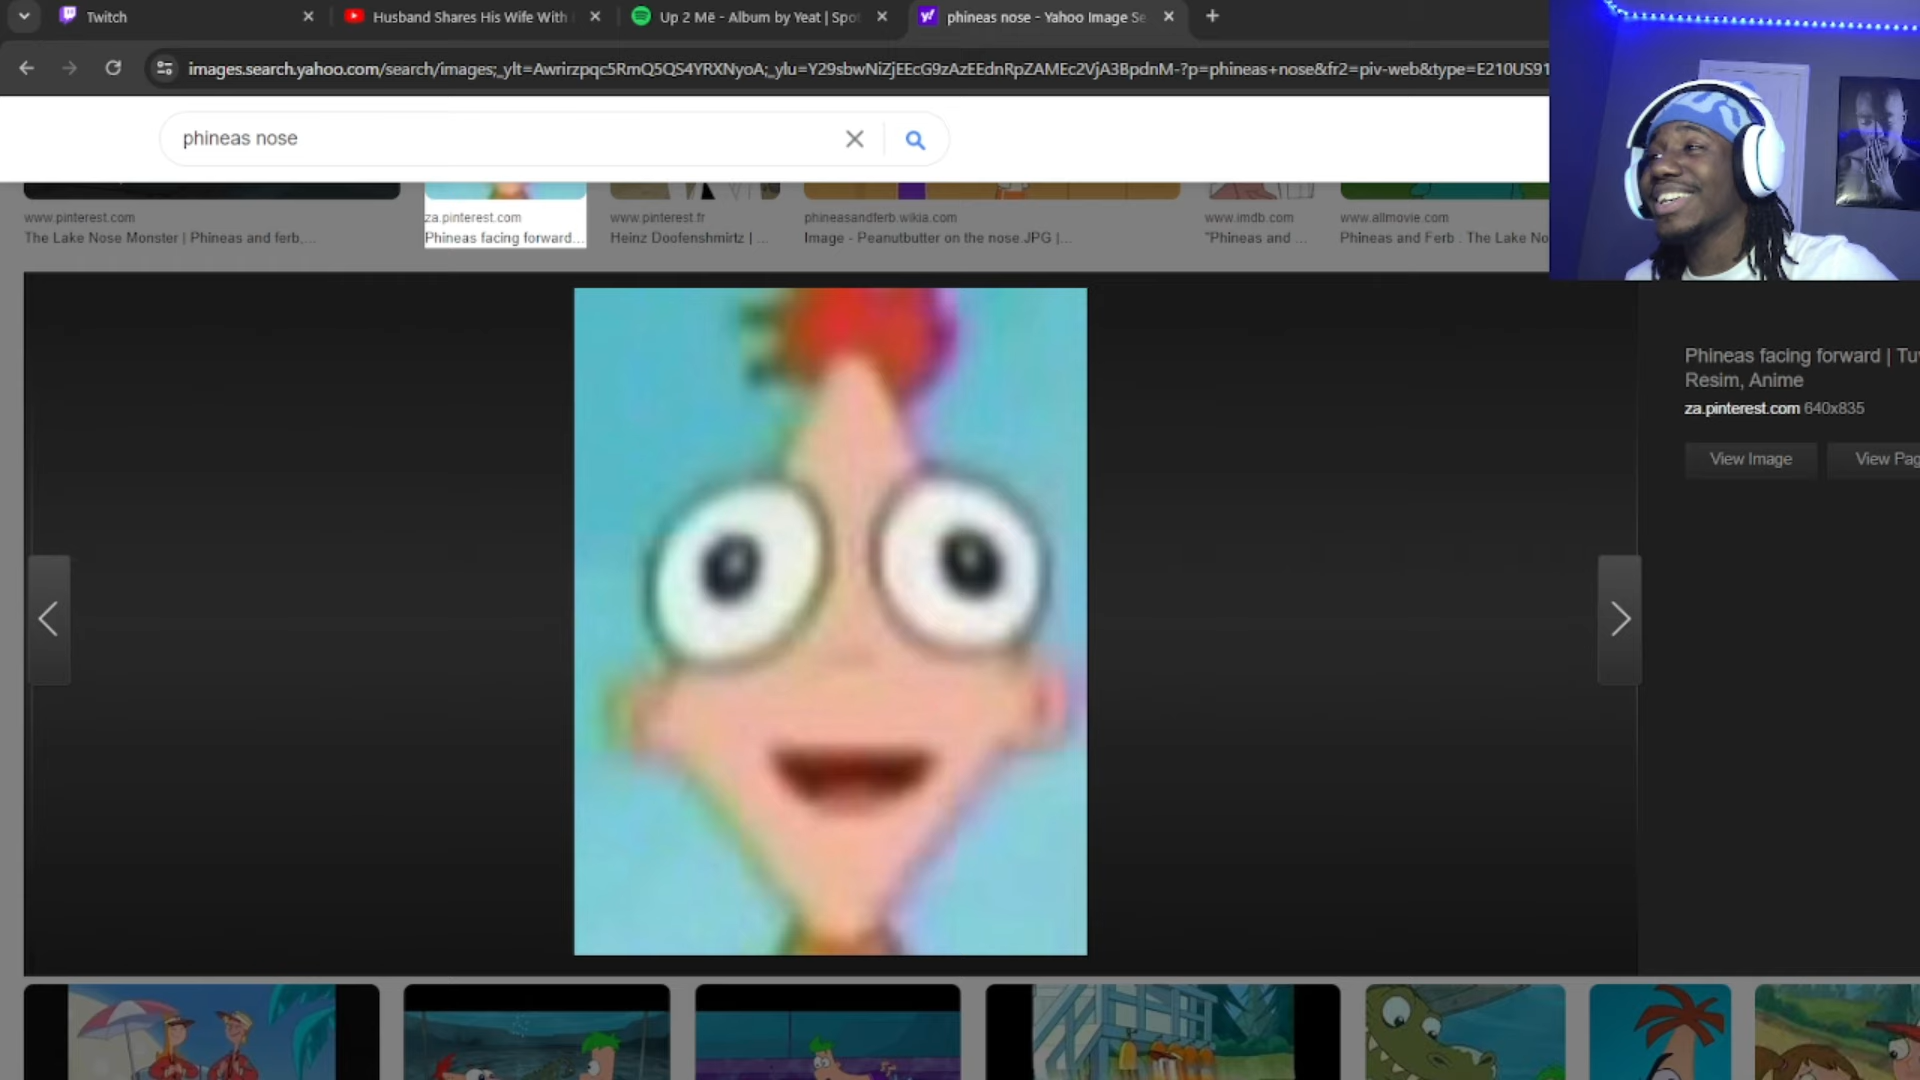 Twitch
Husband Shares His Wife With
Up 2 Më - Album by Yeat | Spo
phineas nose - Yahoo Image Se
images.search.yahoo.com/search/images;_ylt=Awrirzpqc5RmQ5QS4YRXNyoA;_ylu=Y29sbwNiZjEEcG9zAzEEdnRpZAMEc2VjA3BpdnM-?p=phineas+nose&fr2=piv-web&type=E210US91
phineas nose
www.pinterest.com
The Lake Nose Monster | Phineas and ferb,...
za.pinterest.com
Phineas facing forward...
www.pinterest.fr
Heinz Doofenshmirtz | ...
phineasandferb.wikia.com
Image - Peanutbutter on the nose.JPG |...
www.imdb.com
"Phineas and ...
www.allmovie.com
Phineas and Ferb . The Lake No
Phineas facing forward | Tuv
Resim, Anime
za.pinterest.com 640x835
View Image
View Pag